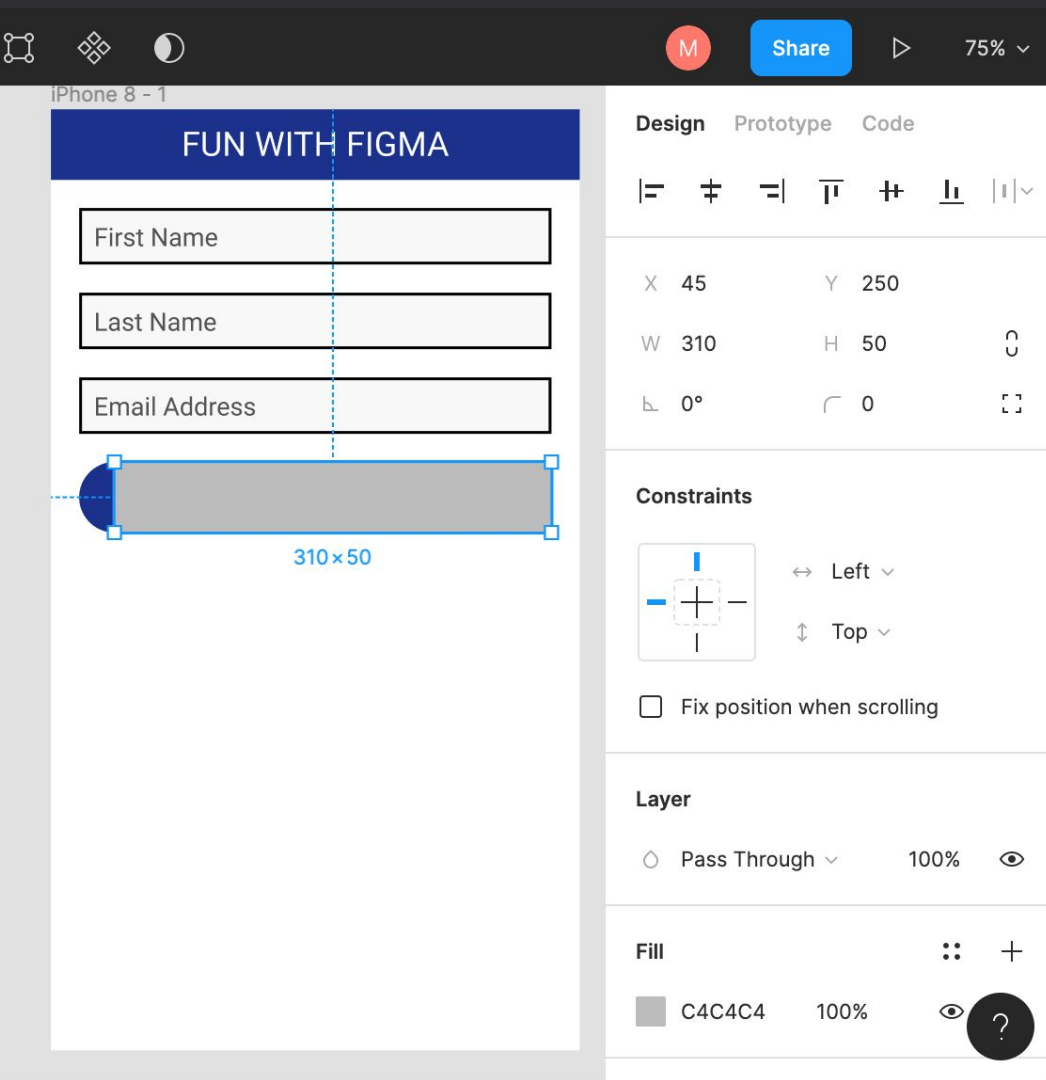 M Share 75%
iPhone 8 - 1
FUN WITH FIGMA
First Name
Last Name
Email Address
310×50
Design Prototype Code
X 45 Y 250
W 310 H 50
0° 0
Constraints
Left
Top
Fix position when scrolling
Layer
Pass Through 100%
Fill
C4C4C4 100%
?